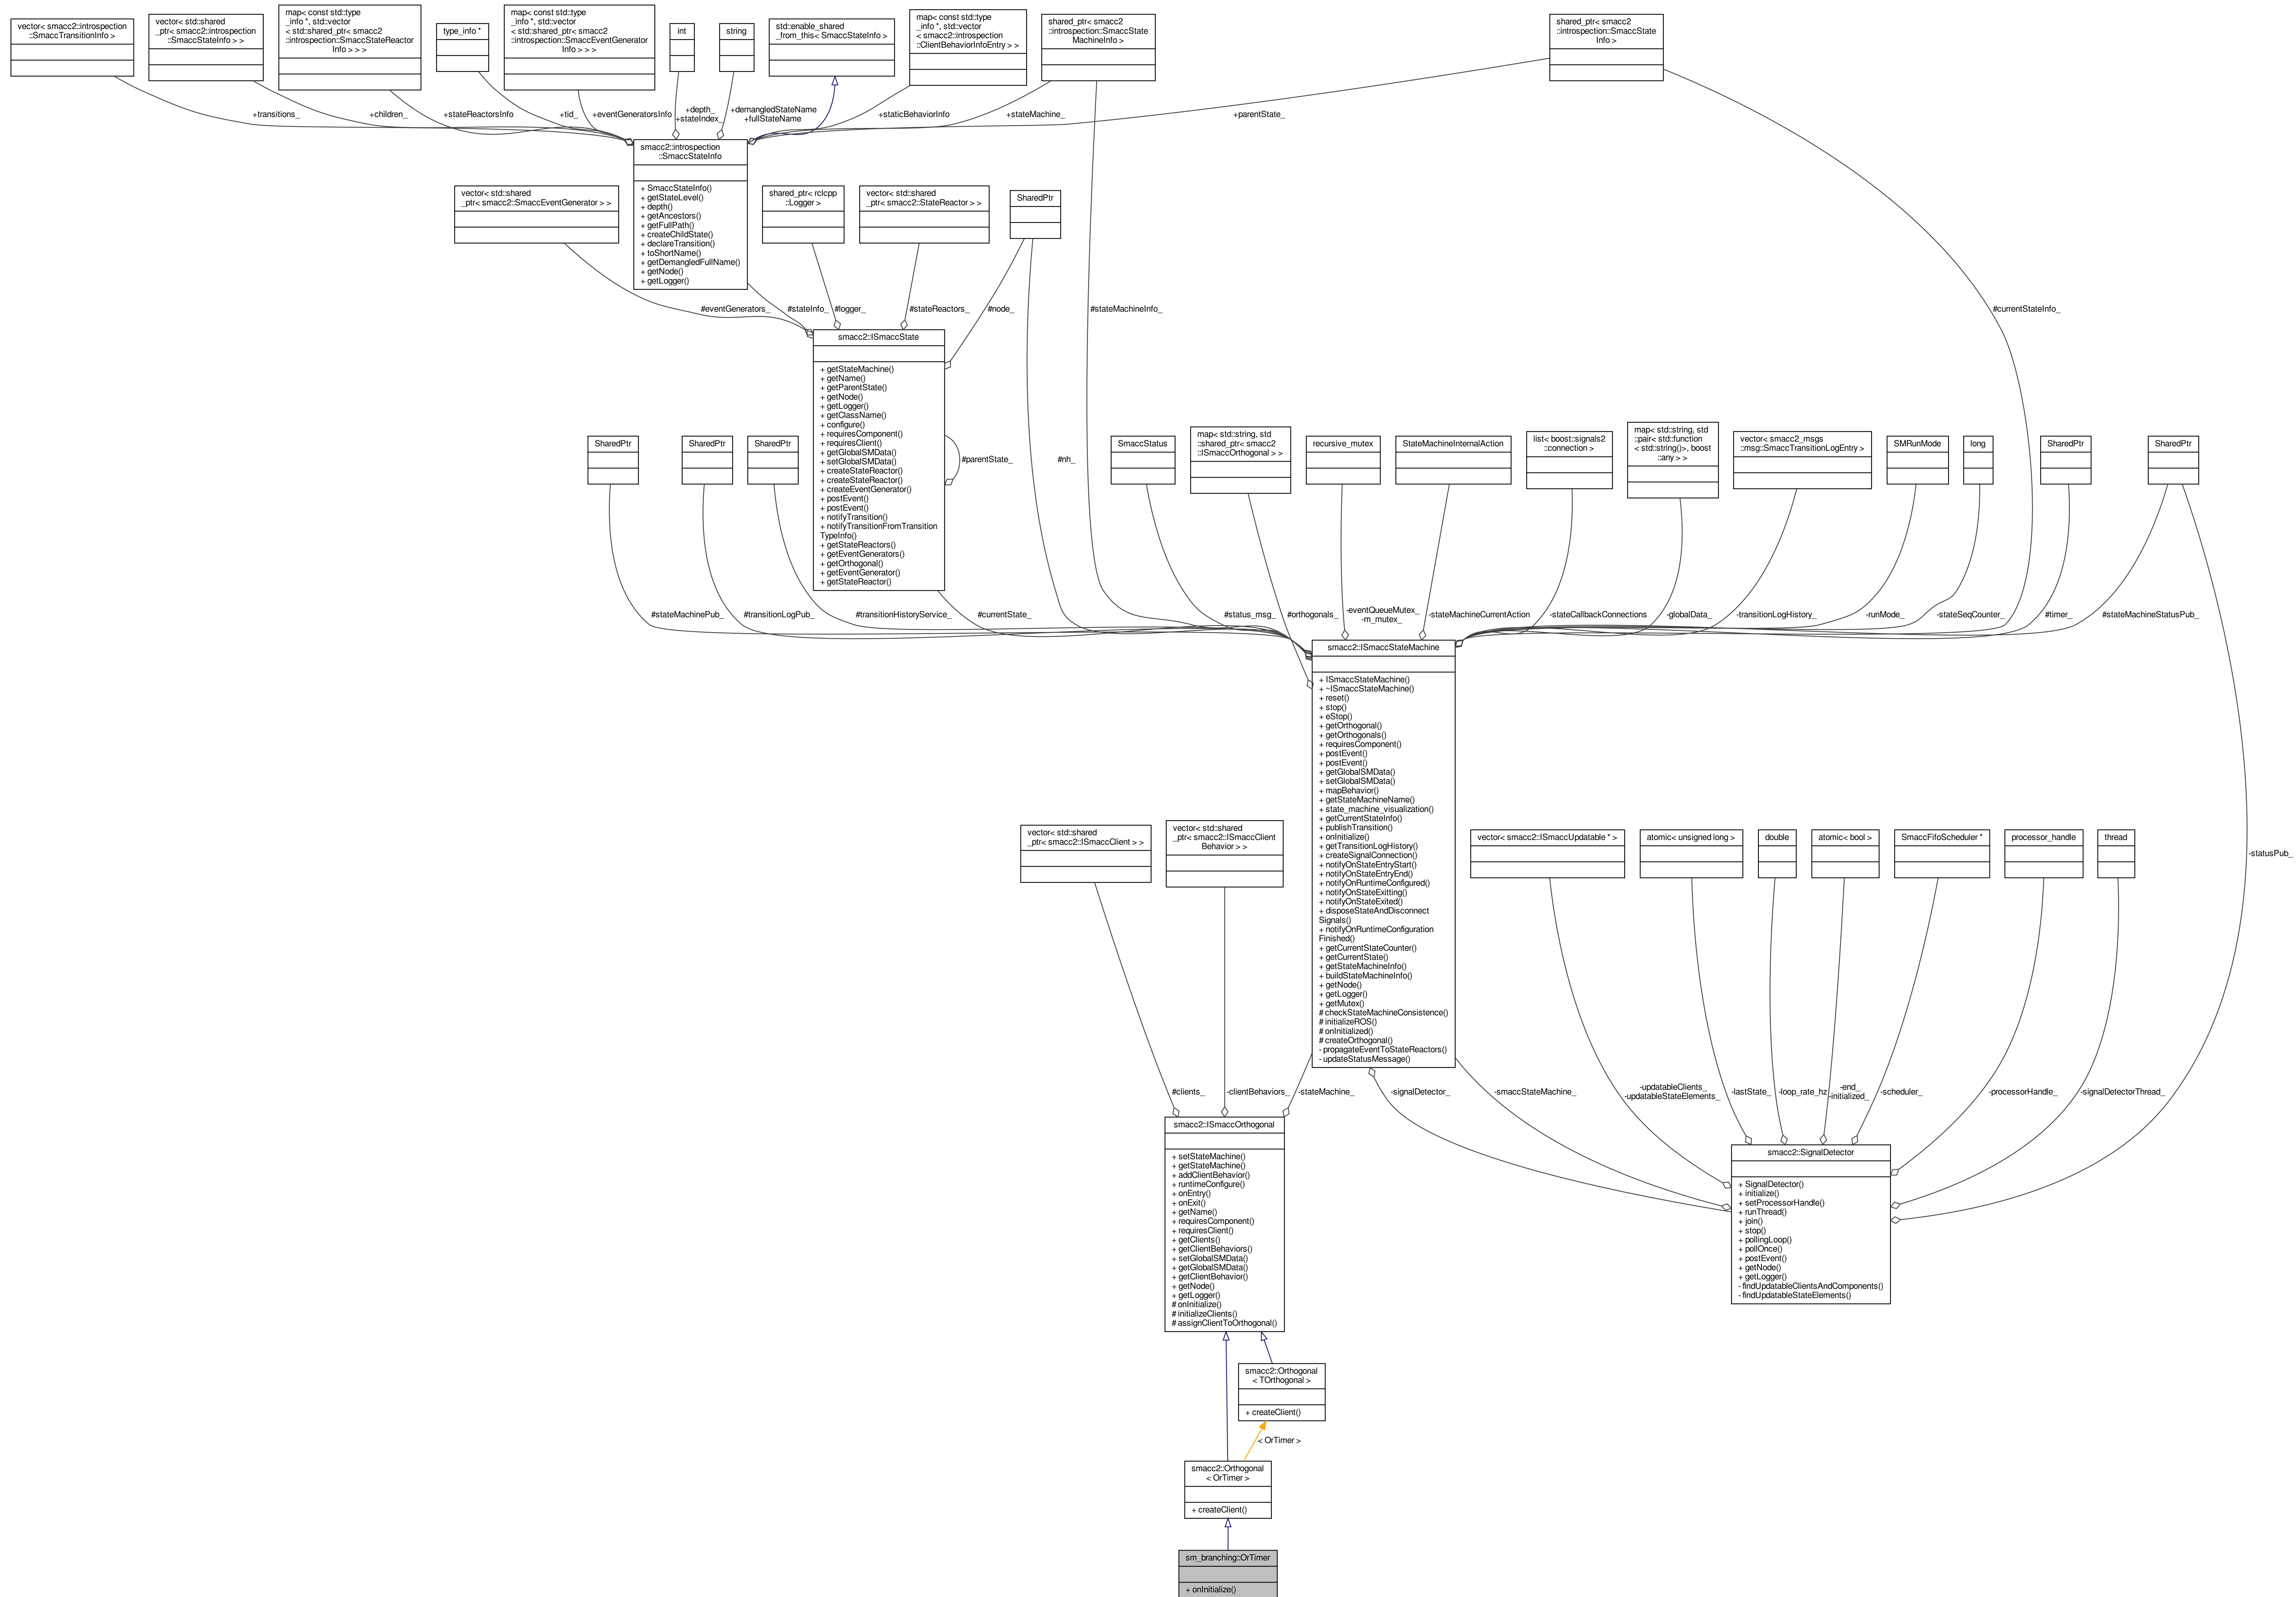 vector< smacc2::introspection
::SmaccTransitionInfo >
vector< std::shared
_ptr< smacc2::introspection
::SmaccStateInfo > >
map< const std::type
_info *, std::vector
< std::shared_ptr< smacc2
::introspection::SmaccStateReactor
Info > > >
type_info *
map< const std::type
_info *, std::vector
< std::shared_ptr< smacc2
::introspection::SmaccEventGenerator
Info > > >
int
string
std::enable_shared
_from_this< SmaccStateInfo >
map< const std::type
_info *, std::vector
< smacc2::introspection
::ClientBehaviorInfoEntry > >
shared_ptr< smacc2
::introspection::SmaccState
MachineInfo >
shared_ptr< smacc2
::introspection::SmaccState
Info >
+transitions_
+children_
+stateReactorsInfo
+tid_
+eventGeneratorsInfo
+depth_
+stateIndex_
+demangledStateName
+fullStateName
+staticBehaviorInfo
+stateMachine_
+parentState_
smacc2::introspection
::SmaccStateInfo
+ SmaccStateInfo()
+ getStateLevel()
+ depth()
+ getAncestors()
+ getFullPath()
+ createChildState()
+ declareTransition()
+ toShortName()
+ getDemangledFullName()
+ getNode()
+ getLogger()
vector< std::shared
_ptr< smacc2::SmaccEventGenerator > >
shared_ptr< rclcpp
::Logger >
vector< std::shared
_ptr< smacc2::StateReactor > >
SharedPtr
#eventGenerators_
#stateInfo_
#logger_
#stateReactors_
#node_
#stateMachineInfo_
#currentStateInfo_
smacc2::ISmaccState
+ getStateMachine()
+ getName()
+ getParentState()
+ getNode()
+ getLogger()
+ getClassName()
+ configure()
+ requiresComponent()
+ requiresClient()
+ getGlobalSMData()
+ setGlobalSMData()
+ createStateReactor()
+ createStateReactor()
+ createEventGenerator()
+ postEvent()
+ postEvent()
+ notifyTransition()
+ notifyTransitionFromTransition
TypeInfo()
+ getStateReactors()
+ getEventGenerators()
+ getOrthogonal()
+ getEventGenerator()
+ getStateReactor()
#parentState_
#nh_
SharedPtr
SharedPtr
SharedPtr
SmaccStatus
map< std::string, std
::shared_ptr< smacc2
::ISmaccOrthogonal > >
recursive_mutex
StateMachineInternalAction
list< boost::signals2
::connection >
map< std::string, std
::pair< std::function
< std::string()>, boost
::any > >
vector< smacc2_msgs
::msg::SmaccTransitionLogEntry >
SMRunMode
long
SharedPtr
SharedPtr
#stateMachinePub_
#transitionLogPub_
#transitionHistoryService_
#currentState_
#status_msg_
#orthogonals_
-eventQueueMutex_
-m_mutex_
-stateMachineCurrentAction
-stateCallbackConnections
-globalData_
-transitionLogHistory_
-runMode_
-stateSeqCounter_
#timer_
#stateMachineStatusPub_
smacc2::ISmaccStateMachine
+ ISmaccStateMachine()
+ ~ISmaccStateMachine()
+ reset()
+ stop()
+ eStop()
+ getOrthogonal()
+ getOrthogonals()
+ requiresComponent()
+ postEvent()
+ postEvent()
+ getGlobalSMData()
+ setGlobalSMData()
+ mapBehavior()
+ getStateMachineName()
+ state_machine_visualization()
+ getCurrentStateInfo()
+ publishTransition()
+ onInitialize()
+ getTransitionLogHistory()
+ createSignalConnection()
+ notifyOnStateEntryStart()
+ notifyOnStateEntryEnd()
+ notifyOnRuntimeConfigured()
+ notifyOnStateExitting()
+ notifyOnStateExited()
+ disposeStateAndDisconnect
Signals()
+ notifyOnRuntimeConfiguration
Finished()
+ getCurrentStateCounter()
+ getCurrentState()
+ getStateMachineInfo()
+ buildStateMachineInfo()
+ getNode()
+ getLogger()
+ getMutex()
# checkStateMachineConsistence()
# initializeROS()
# onInitialized()
# createOrthogonal()
- propagateEventToStateReactors()
- updateStatusMessage()
vector< std::shared
_ptr< smacc2::ISmaccClient > >
vector< std::shared
_ptr< smacc2::ISmaccClient
Behavior > >
vector< smacc2::ISmaccUpdatable * >
atomic< unsigned long >
double
atomic< bool >
SmaccFifoScheduler *
processor_handle
thread
-statusPub_
#clients_
-clientBehaviors_
-stateMachine_
-signalDetector_
-smaccStateMachine_
-updatableClients_
-updatableStateElements_
-lastState_
-loop_rate_hz
-end_
-initialized_
-scheduler_
-processorHandle_
-signalDetectorThread_
smacc2::ISmaccOrthogonal
+ setStateMachine()
+ getStateMachine()
+ addClientBehavior()
+ runtimeConfigure()
+ onEntry()
+ onExit()
+ getName()
+ requiresComponent()
+ requiresClient()
+ getClients()
+ getClientBehaviors()
+ setGlobalSMData()
+ getGlobalSMData()
+ getClientBehavior()
+ getNode()
+ getLogger()
# onInitialize()
# initializeClients()
# assignClientToOrthogonal()
smacc2::SignalDetector
+ SignalDetector()
+ initialize()
+ setProcessorHandle()
+ runThread()
+ join()
+ stop()
+ pollingLoop()
+ pollOnce()
+ postEvent()
+ getNode()
+ getLogger()
- findUpdatableClientsAndComponents()
- findUpdatableStateElements()
smacc2::Orthogonal
< TOrthogonal >
+ createClient()
< OrTimer >
smacc2::Orthogonal
< OrTimer >
+ createClient()
sm_branching::OrTimer
+ onInitialize()